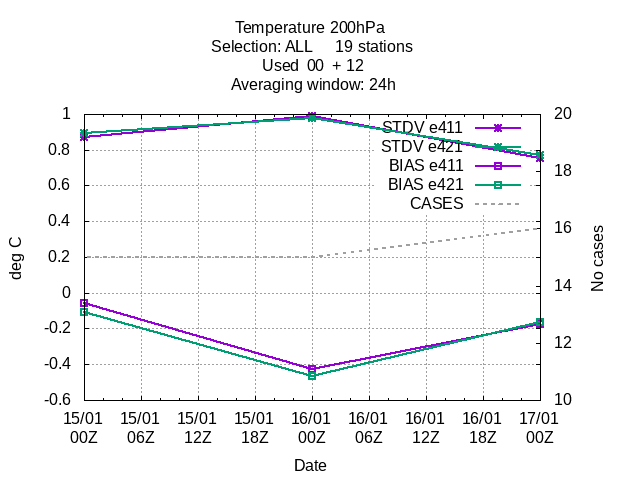 Temperature 200hPa
Selection: ALL 19 stations
Used 00 + 12
Averaging window: 24h
1
0.8
0.6
0.4
0.2
0
-0.2
-0.4
-0.6
deg C
20
18
16
14
12
10
No cases
STDV e411
STDV e421
BIAS e411
BIAS e421
CASES
15/01 15/01 15/01 15/01 16/01 16/01 16/01 16/01 17/01
00Z 06Z 12Z 18Z 00Z 06Z 12Z 18Z 00Z
Date